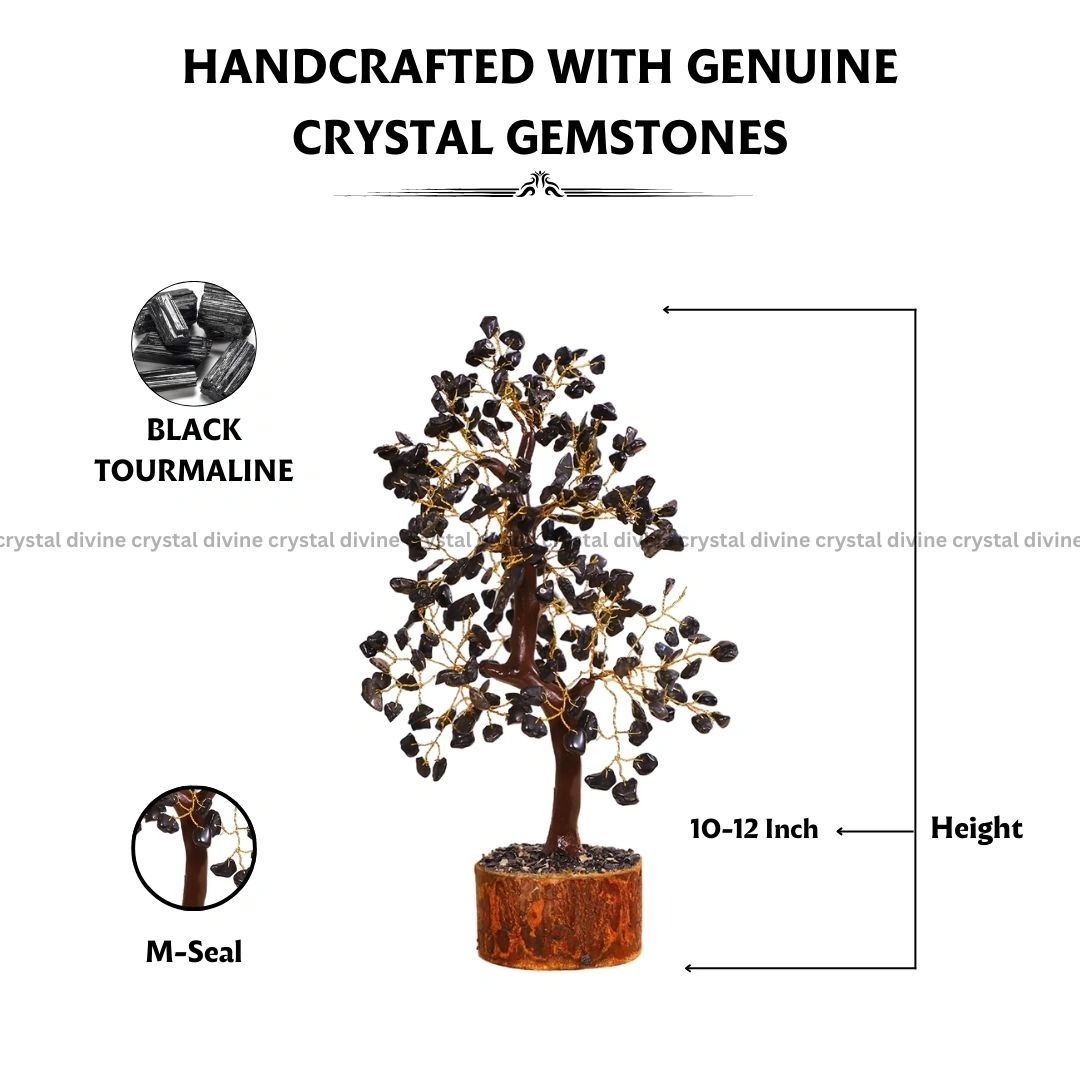 HANDCRAFTED WITH GENUINE
CRYSTAL GEMSTONES
BLACK
TOURMALINE
crystal divine crystal divine crystal divine crystal divine crystal divine crystal divine crystal divine crystal divine
10-12 Inch
Height
M-Seal